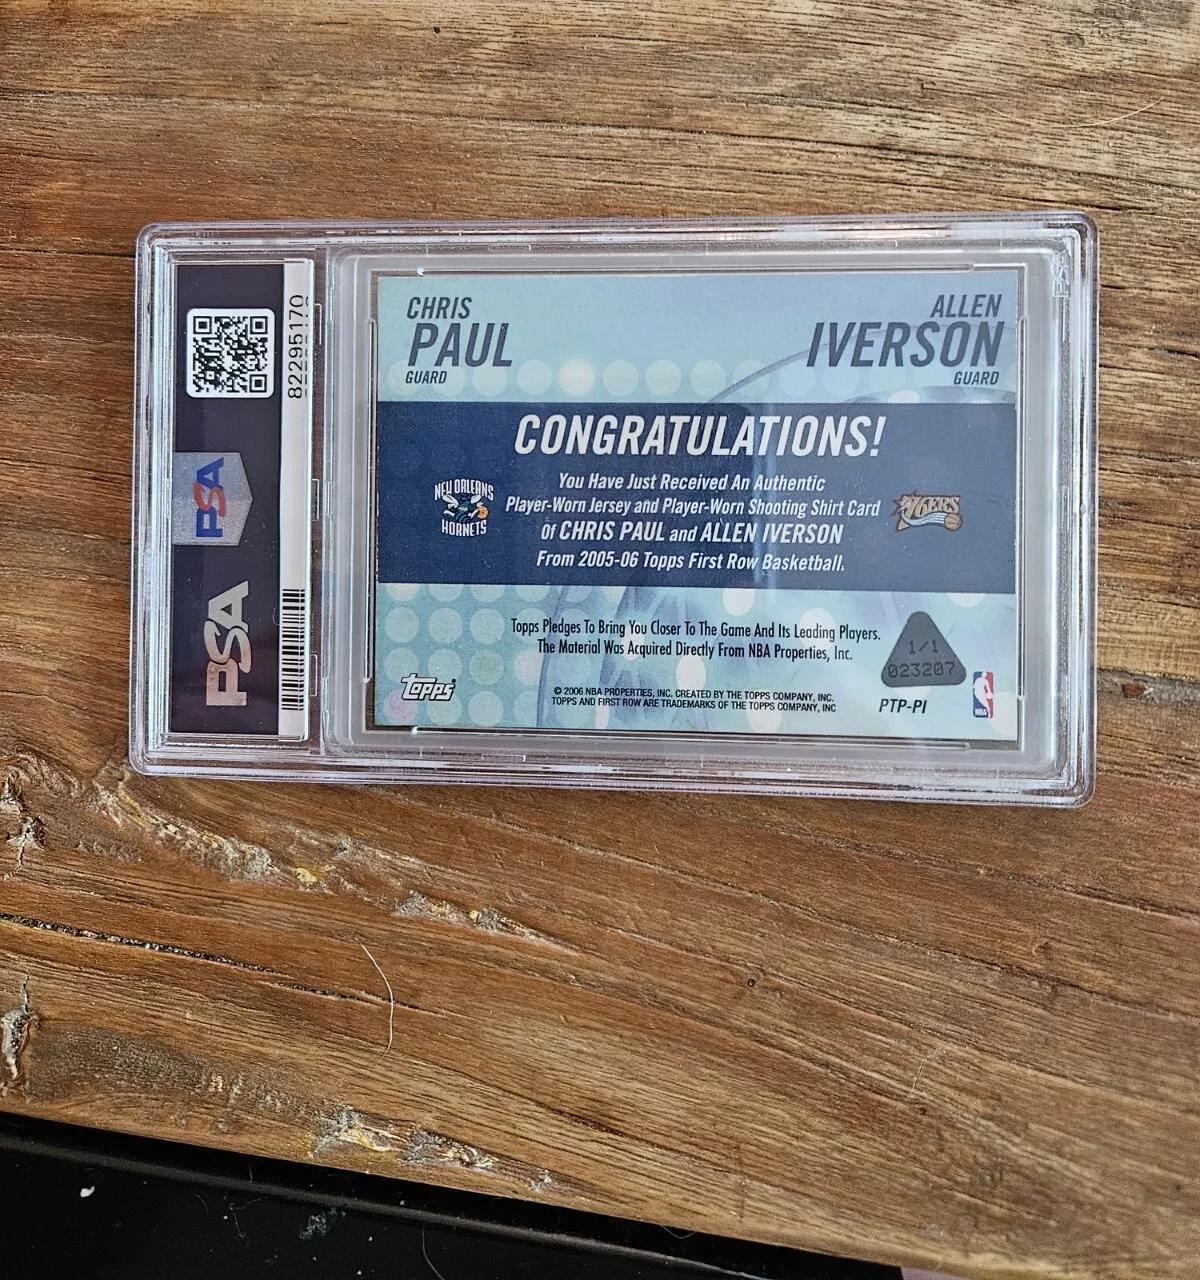 82295170
PSA
PSA
CHRIS
PAUL
GUARD
ALLEN
IVERSON
GUARD
CONGRATULATIONS!
You Have Just Received An Authentic
Player-Worn Jersey and Player-Worn Shooting Shirt Card
Of CHRIS PAUL and ALLEN IVERSON
From 2005-06 Topps First Row Basketball.
NEW ORLEANS
HORNETS
76ERS
Topps Pledges To Bring You Closer To The Game And Its Leading Players.
The Material Was Acquired Directly From NBA Properties, Inc.
1/1
023207
topps
© 2006 NBA PROPERTIES, INC. CREATED BY THE TOPPS COMPANY, INC.
TOPPS AND FIRST ROW ARE TRADEMARKS OF THE TOPPS COMPANY, INC
PTP-PI
NBA